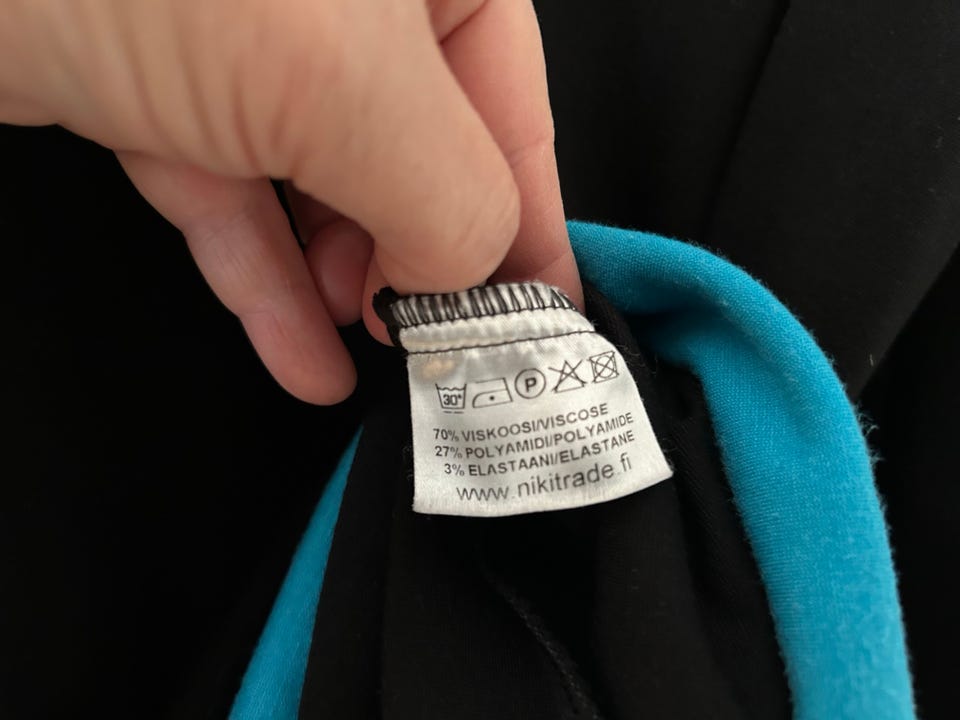 30° P
70% VISKOOSI/VISCOSE
27% POLYAMIDI/POLYAMIDE
3% ELASTAANI/ELASTANE
www.nikitrade.fi